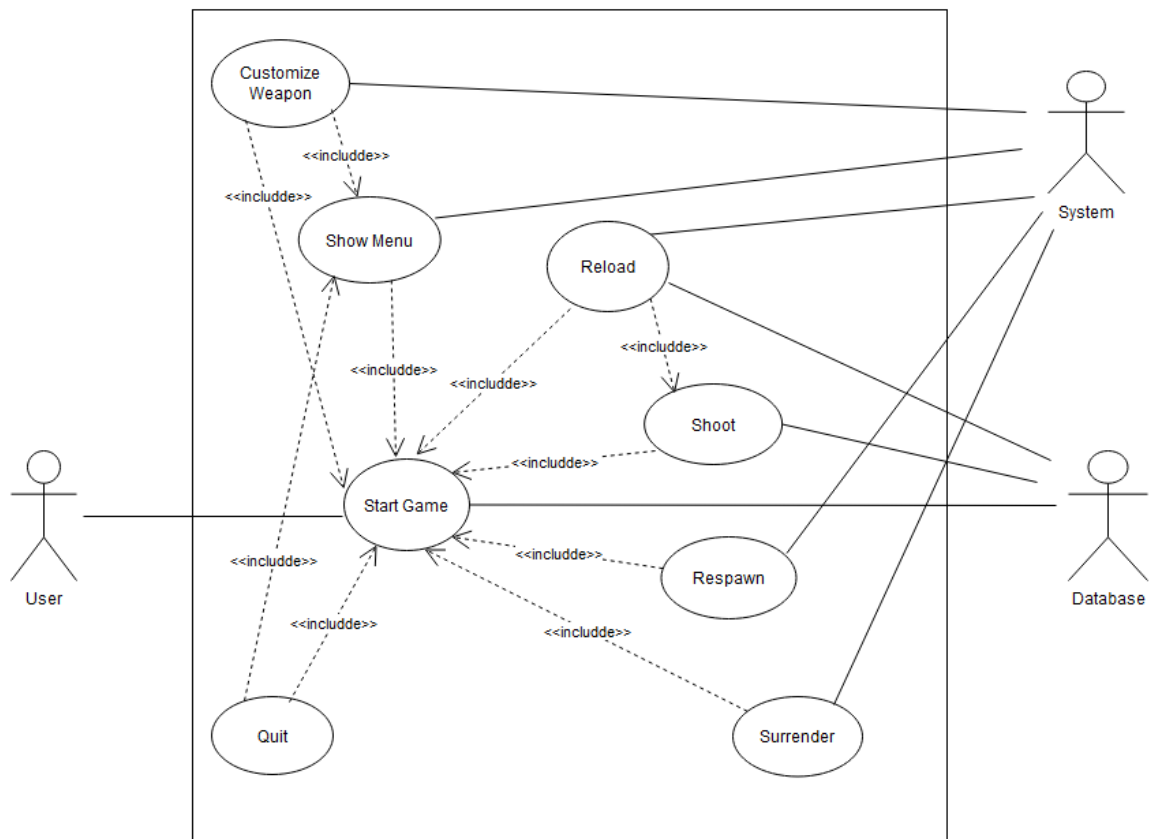 Customize
Weapon
<<includde>>
<<includde>>
System
Show Menu
Reload
<<includde>>
<<includde>>
<<includde>>
Shoot
<<includde>>
Start Game
<<includde>>
<<includde>>
Respawn
User
Database
<<includde>>
<<includde>>
Quit
Surrender